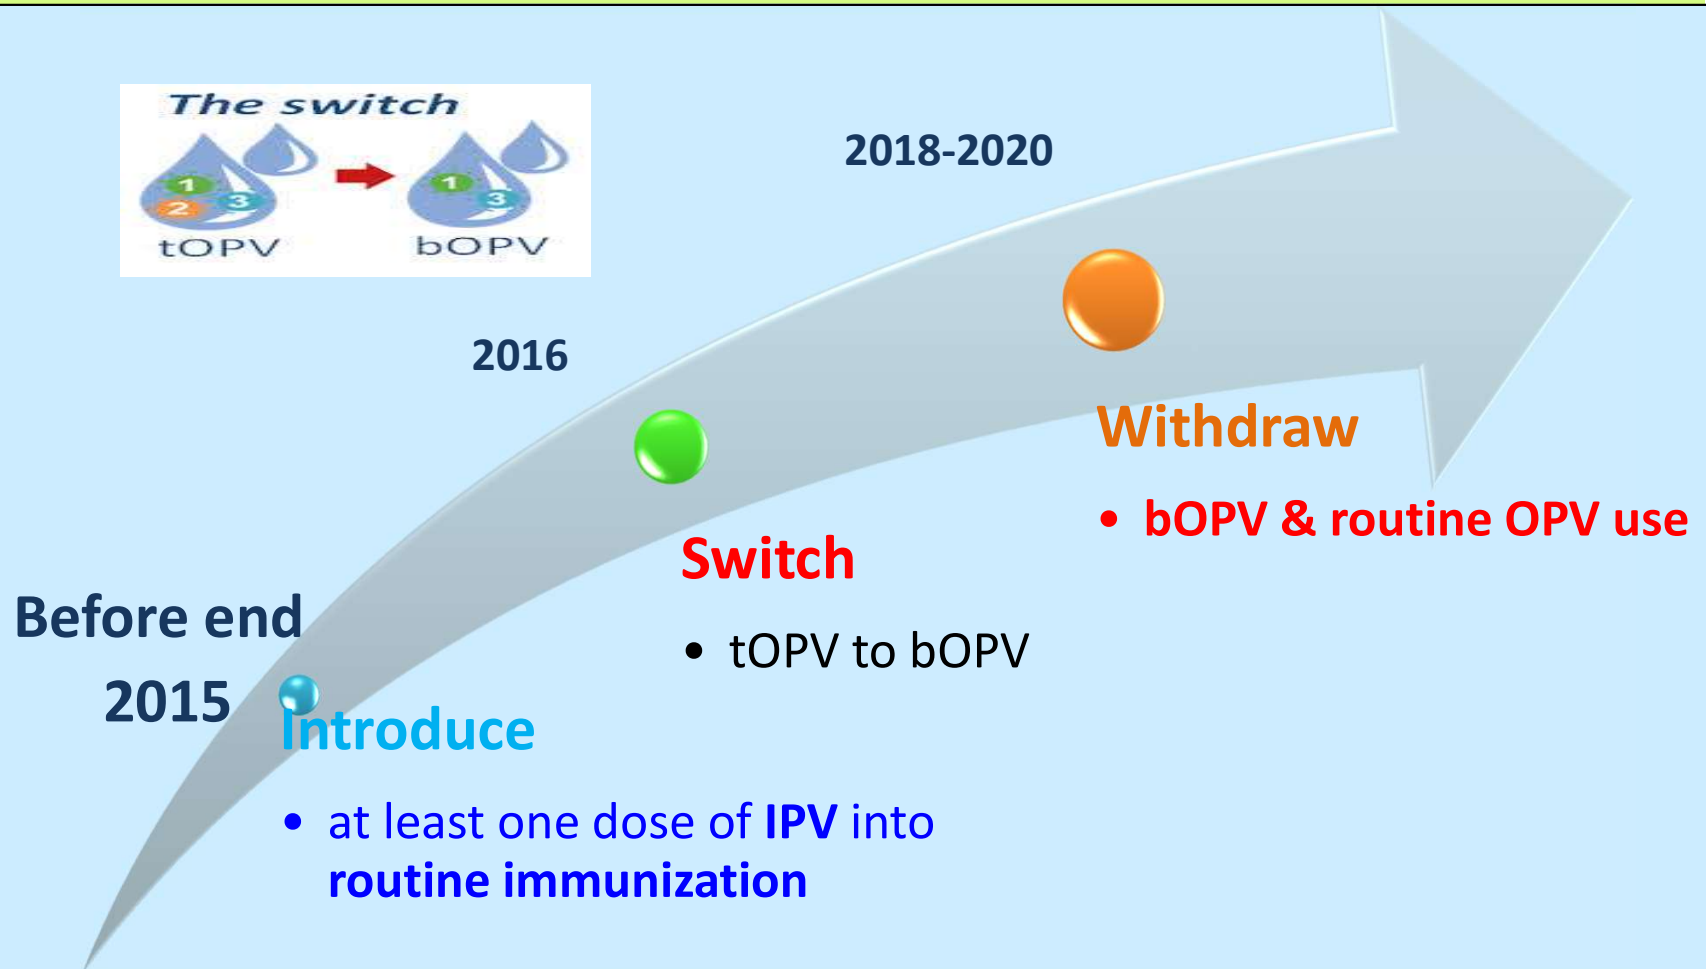 The switch
1
2
3
tOPV
1
3
bOPV
2018-2020
2016
Withdraw
• bOPV & routine OPV use
Switch
• tOPV to bOPV
Before end
2015
Introduce
• at least one dose of IPV into
routine immunization